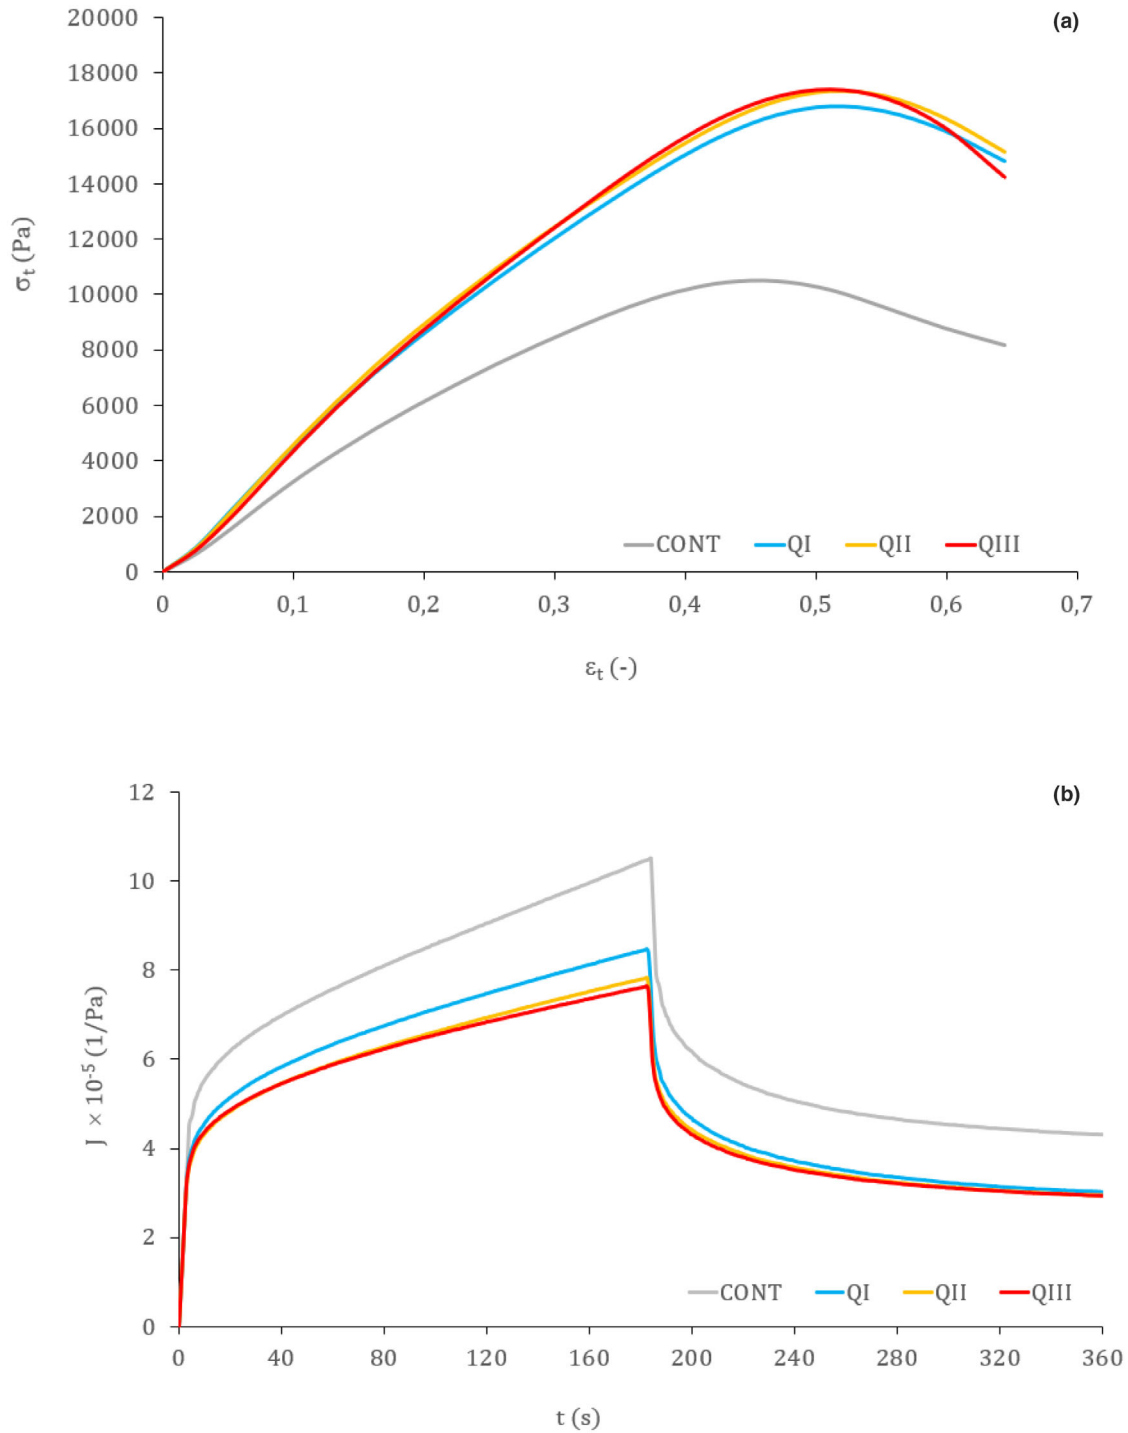 (a)
20000
18000
16000
14000
12000
10000
8000
6000
4000
2000
0
σt (Pa)
CONT QI QII QIII
0 0,1 0,2 0,3 0,4 0,5 0,6 0,7
εt (-)
(b)
12
10
8
6
4
2
0
J × 10-5 (1/Pa)
CONT QI QII QIII
0 40 80 120 160 200 240 280 320 360
t (s)